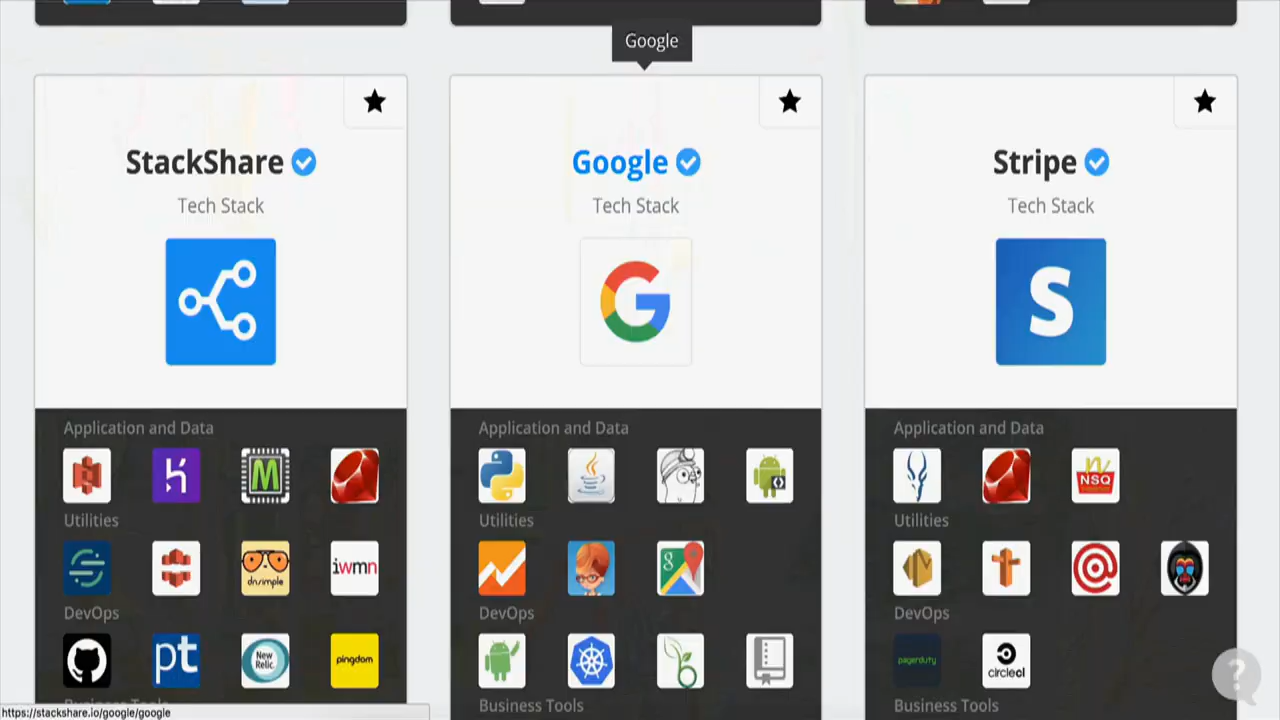 Google
StackShare
Tech Stack
Application and Data
M
Utilities
dnsimple
iwmn
DevOps
pt
New Relic.
pingdom
Google
Tech Stack
G
Application and Data
Utilities
g
DevOps
Business Tools
Stripe
Tech Stack
S
Application and Data
NSQ
Utilities
@
DevOps
pagerduty
circleci
Business Tools
?
https://stackshare.io/google/google